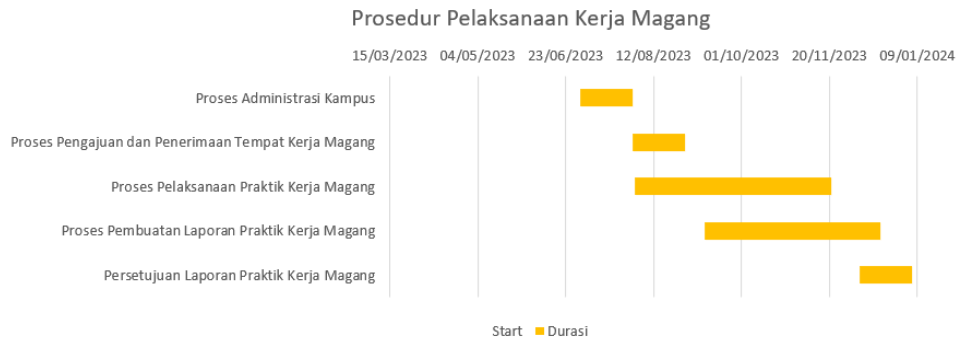 Prosedur Pelaksanaan Kerja Magang
15/03/2023 04/05/2023 23/06/2023 12/08/2023 01/10/2023 20/11/2023 09/01/2024
Proses Administrasi Kampus
Proses Pengajuan dan Penerimaan Tempat Kerja Magang
Proses Pelaksanaan Praktik Kerja Magang
Proses Pembuatan Laporan Praktik Kerja Magang
Persetujuan Laporan Praktik Kerja Magang
Start Durasi